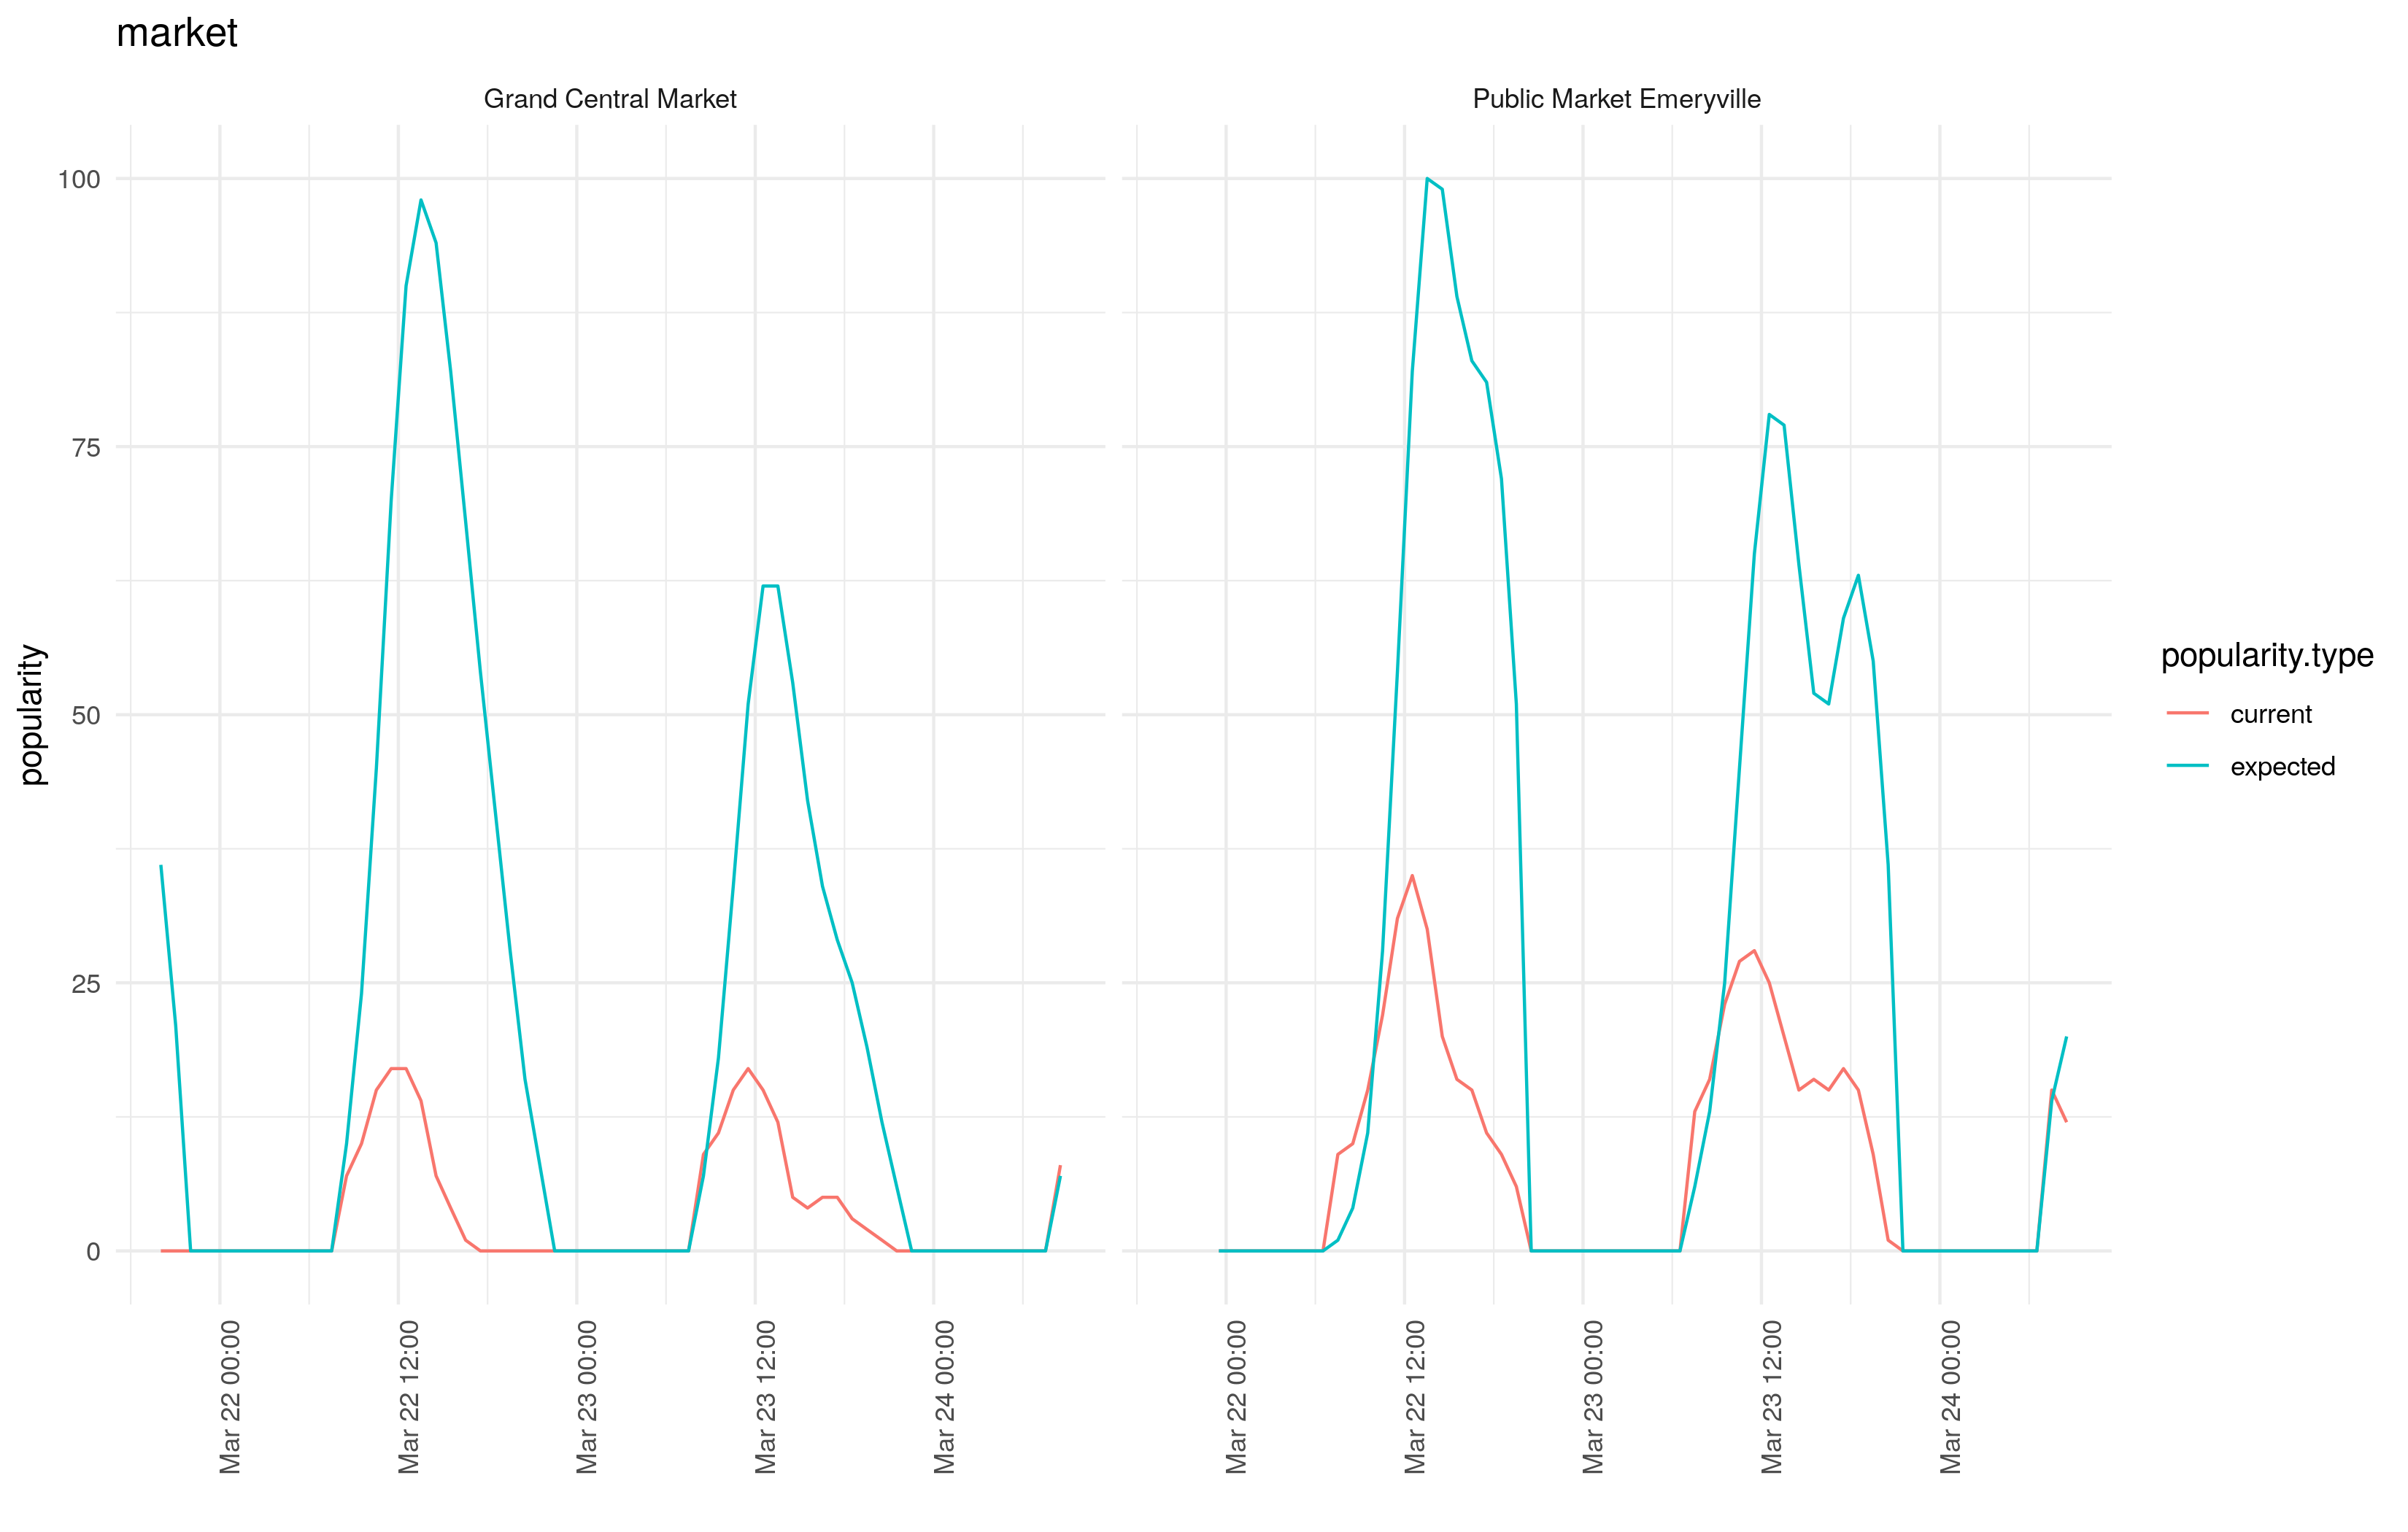 market
Grand Central Market
Public Market Emeryville
popularity
100
75
50
25
0
Mar 22 00:00
Mar 22 12:00
Mar 23 00:00
Mar 23 12:00
Mar 24 00:00
Mar 22 00:00
Mar 22 12:00
Mar 23 00:00
Mar 23 12:00
Mar 24 00:00
popularity.type
current
expected